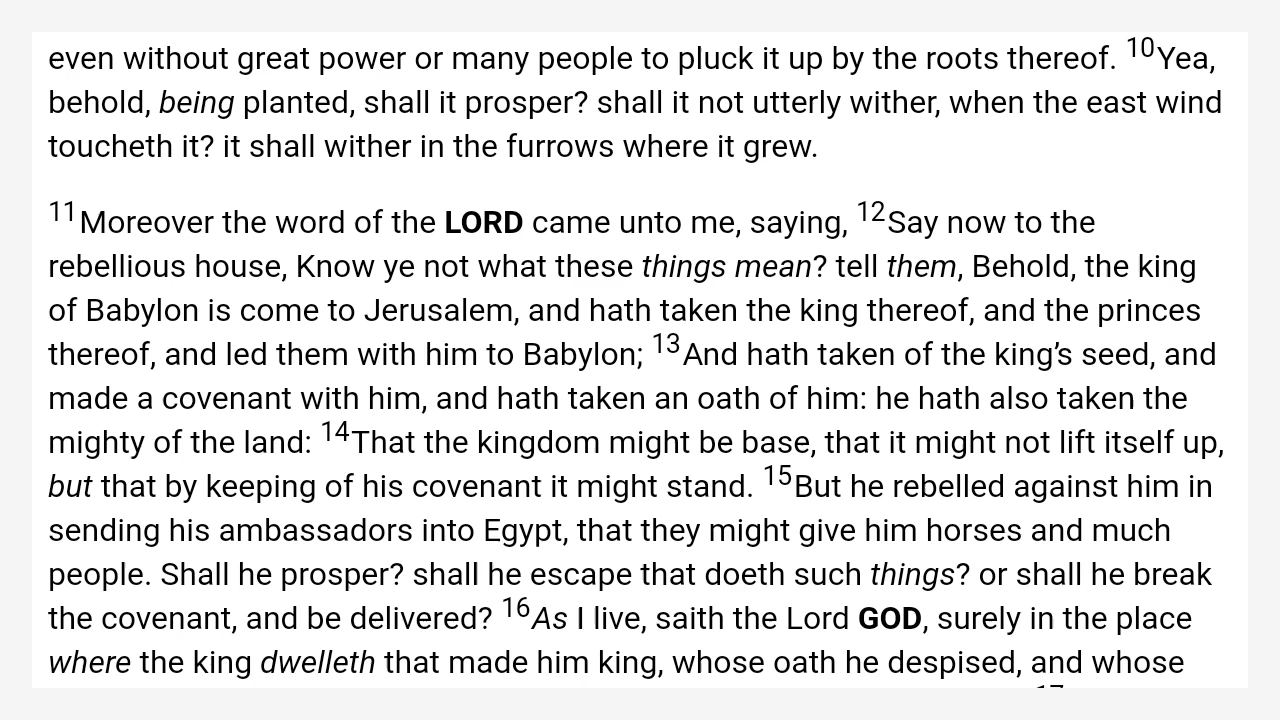 even without great power or many people to pluck it up by the roots thereof. 10Yea,
behold, being planted, shall it prosper? shall it not utterly wither, when the east wind
toucheth it? it shall wither in the furrows where it grew.
11Moreover the word of the LORD came unto me, saying, 12Say now to the
rebellious house, Know ye not what these things mean? tell them, Behold, the king
of Babylon is come to Jerusalem, and hath taken the king thereof, and the princes
thereof, and led them with him to Babylon; 13And hath taken of the king’s seed, and
made a covenant with him, and hath taken an oath of him: he hath also taken the
mighty of the land: 14That the kingdom might be base, that it might not lift itself up,
but that by keeping of his covenant it might stand. 15But he rebelled against him in
sending his ambassadors into Egypt, that they might give him horses and much
people. Shall he prosper? shall he escape that doeth such things? or shall he break
the covenant, and be delivered? 16As I live, saith the Lord GOD, surely in the place
where the king dwelleth that made him king, whose oath he despised, and whose